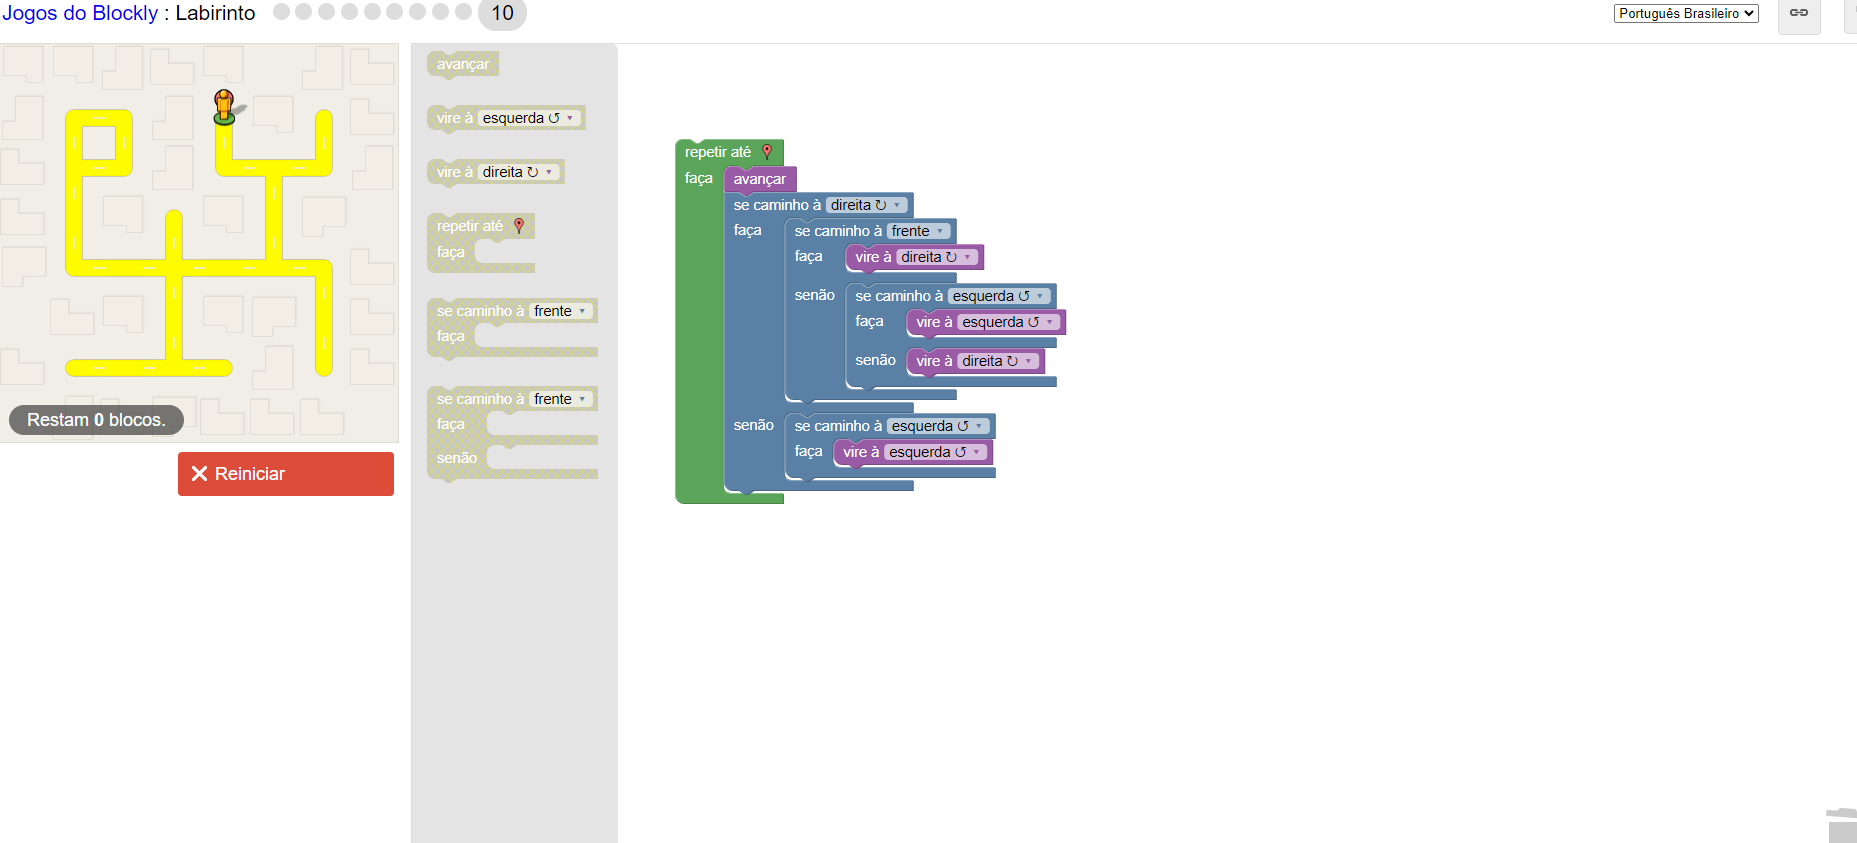 Jogos do Blockly : Labirinto 10 Português Brasileiro
Restam 0 blocos.
Reiniciar
avançar
vire à esquerda ↺
vire à direita ↻
repetir até
faça
se caminho à frente
faça
se caminho à frente
faça
senão
repetir até
faça avançar
se caminho à direita ↻
faça se caminho à frente
faça vire à direita ↻
senão se caminho à esquerda ↺
faça vire à esquerda ↺
senão vire à direita ↻
senão se caminho à esquerda ↺
faça vire à esquerda ↺